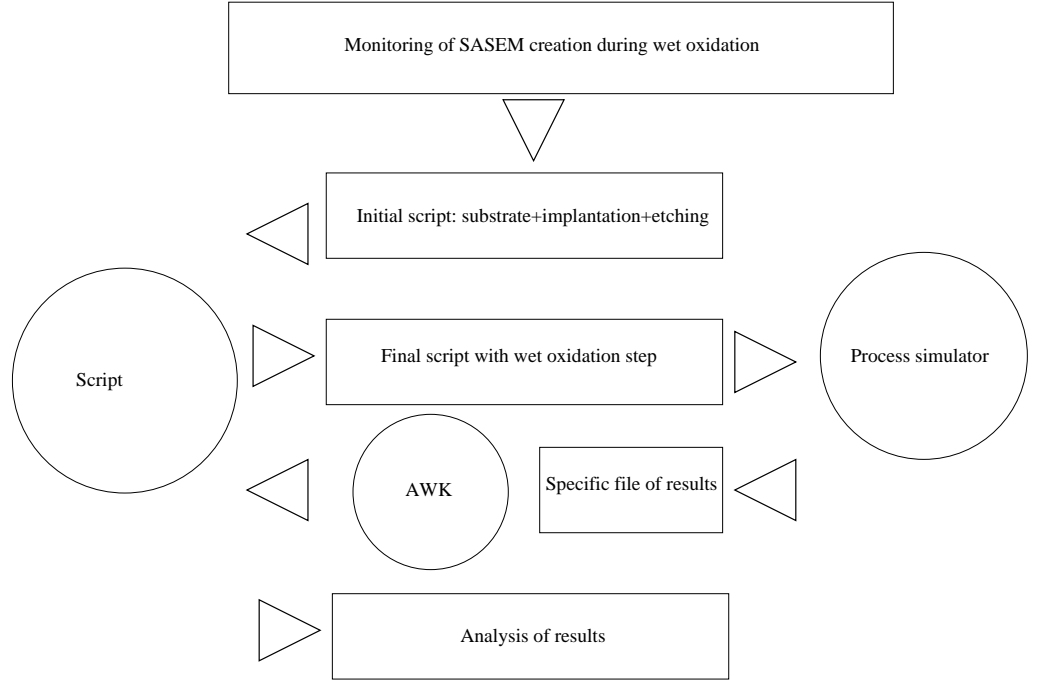 Monitoring of SASEM creation during wet oxidation
Initial script: substrate+implantation+etching
Script
Final script with wet oxidation step
Process simulator
AWK
Specific file of results
Analysis of results